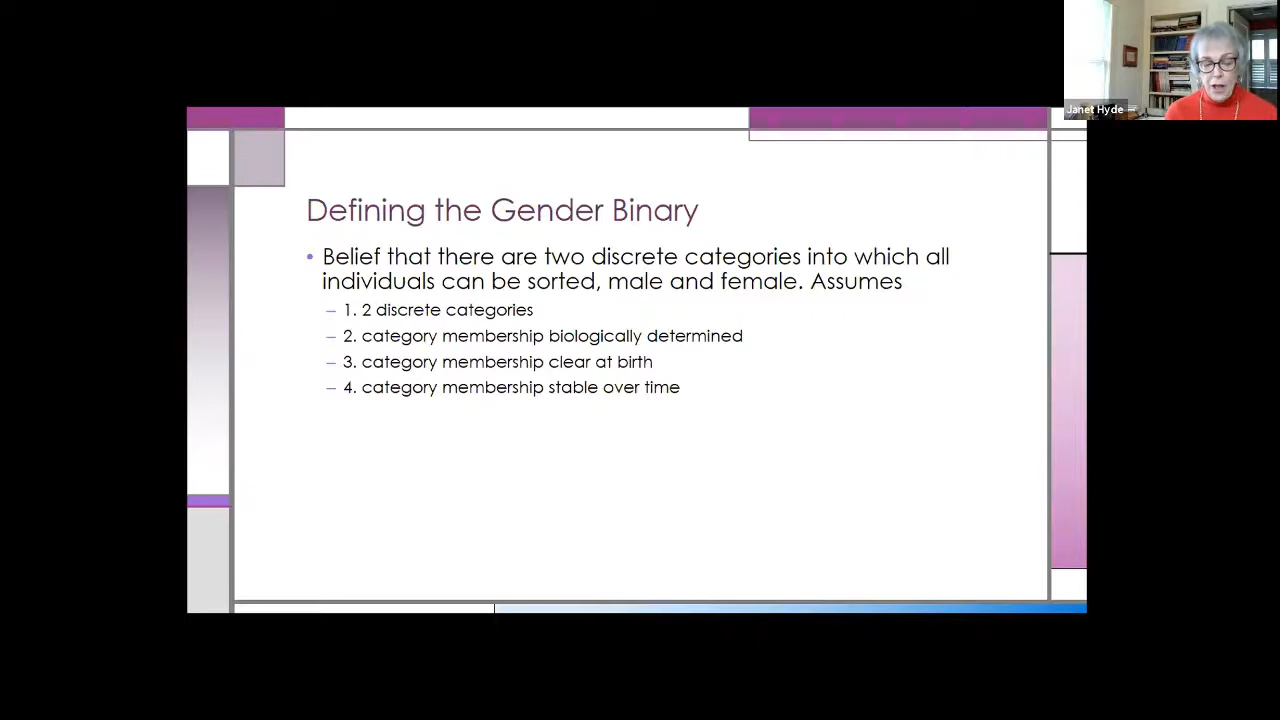 Janet Hyde
Defining the Gender Binary
• Belief that there are two discrete categories into which all
individuals can be sorted, male and female. Assumes
– 1. 2 discrete categories
– 2. category membership biologically determined
– 3. category membership clear at birth
– 4. category membership stable over time